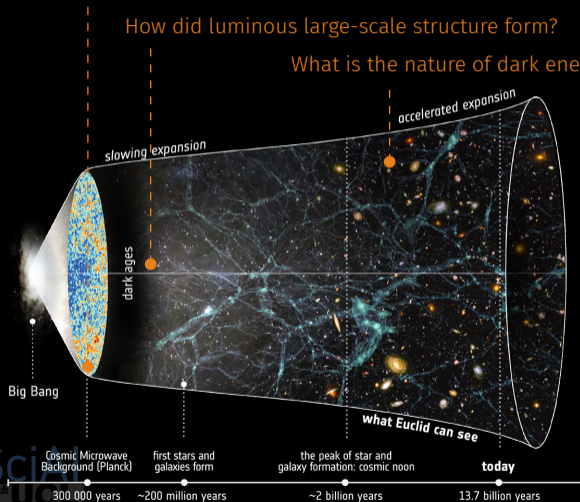 How did luminous large-scale structure form?
What is the nature of dark ene
accelerated expansion
slowing expansion
dark ages
Big Bang
what Euclid can see
Cosmic Microwave
Background (Planck)
first stars and
galaxies form
the peak of star and
galaxy formation: cosmic noon
today
300 000 years
~200 million years
~2 billion years
13.7 billion years